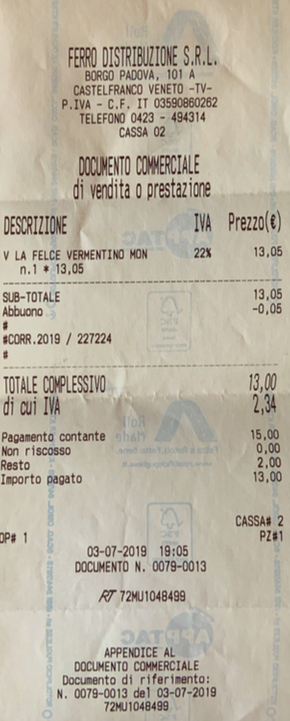 FERRO DISTRIBUZIONE S.R.L.
BORGO PADOVA, 101 A
CASTELFRANCO VENETO -TV-
P.IVA - C.F. IT 03590860262
TELEFONO 0423 - 494314
CASSA 02
DOCUMENTO COMMERCIALE
di vendita o prestazione
DESCRIZIONE IVA Prezzo(€)
V LA FELCE VERMENTINO MON 22% 13,05
n.1 * 13,05
SUB-TOTALE 13,05
Abbuono -0,05
#
#CORR.2019 / 227224
#
TOTALE COMPLESSIVO 13,00
di cui IVA 2,34
Pagamento contante 15,00
Non riscosso 0,00
Resto 2,00
Importo pagato 13,00
CASSA# 2
OP# 1 PZ#1
03-07-2019 19:05
DOCUMENTO N. 0079-0013
RT 72MU1048499
APPENDICE AL
DOCUMENTO COMMERCIALE
Documento di riferimento:
N. 0079-0013 del 03-07-2019
72MU1048499